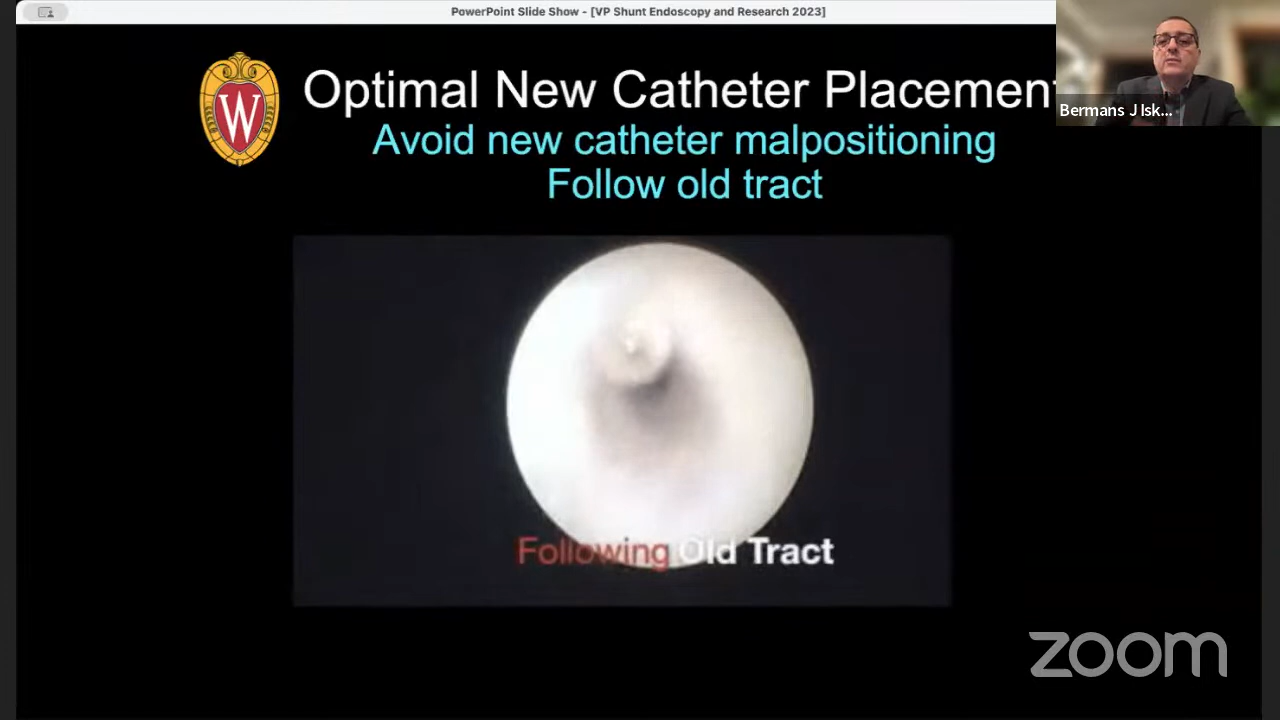 PowerPoint Slide Show - [VP Shunt Endoscopy and Research 2023]
Bermans J Isk...
W
Optimal New Catheter Placement
Avoid new catheter malpositioning
Follow old tract
Following Old Tract
zoom